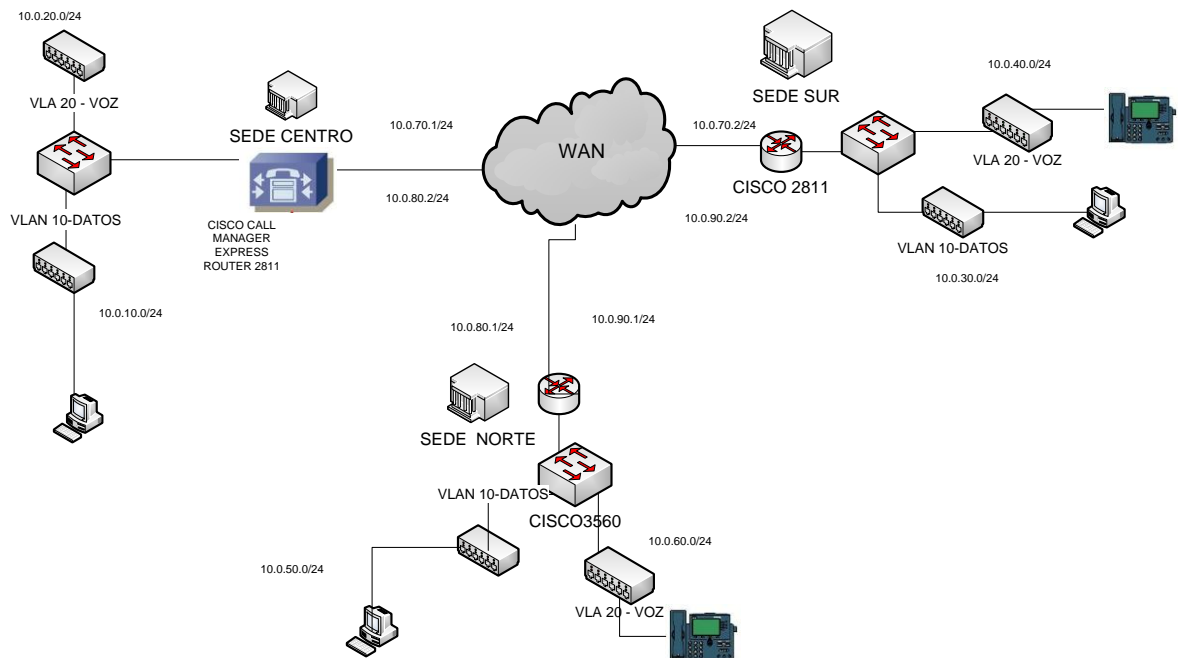 10.0.20.0/24
VLA 20 - VOZ
SEDE CENTRO
VLAN 10-DATOS
CISCO CALL
MANAGER
EXPRESS
ROUTER 2811
10.0.10.0/24
10.0.70.1/24
10.0.80.2/24
WAN
SEDE SUR
10.0.70.2/24
CISCO 2811
10.0.90.2/24
10.0.40.0/24
VLA 20 - VOZ
VLAN 10-DATOS
10.0.30.0/24
10.0.80.1/24
10.0.90.1/24
SEDE NORTE
VLAN 10-DATOS
CISCO3560
10.0.50.0/24
10.0.60.0/24
VLA 20 - VOZ